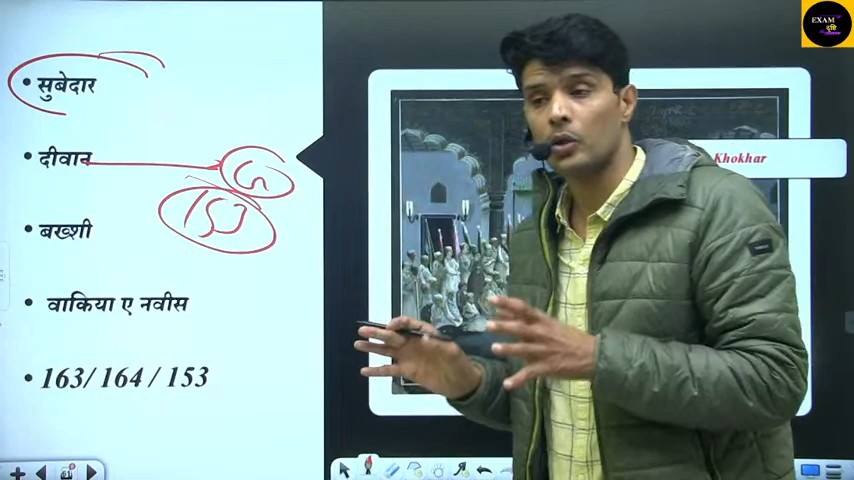 EXAM
दृष्टि
• सुबेदार
• दीवान
Khokhar
• बख्शी
• वाकिया ए नवीस
• 163/ 164 / 153